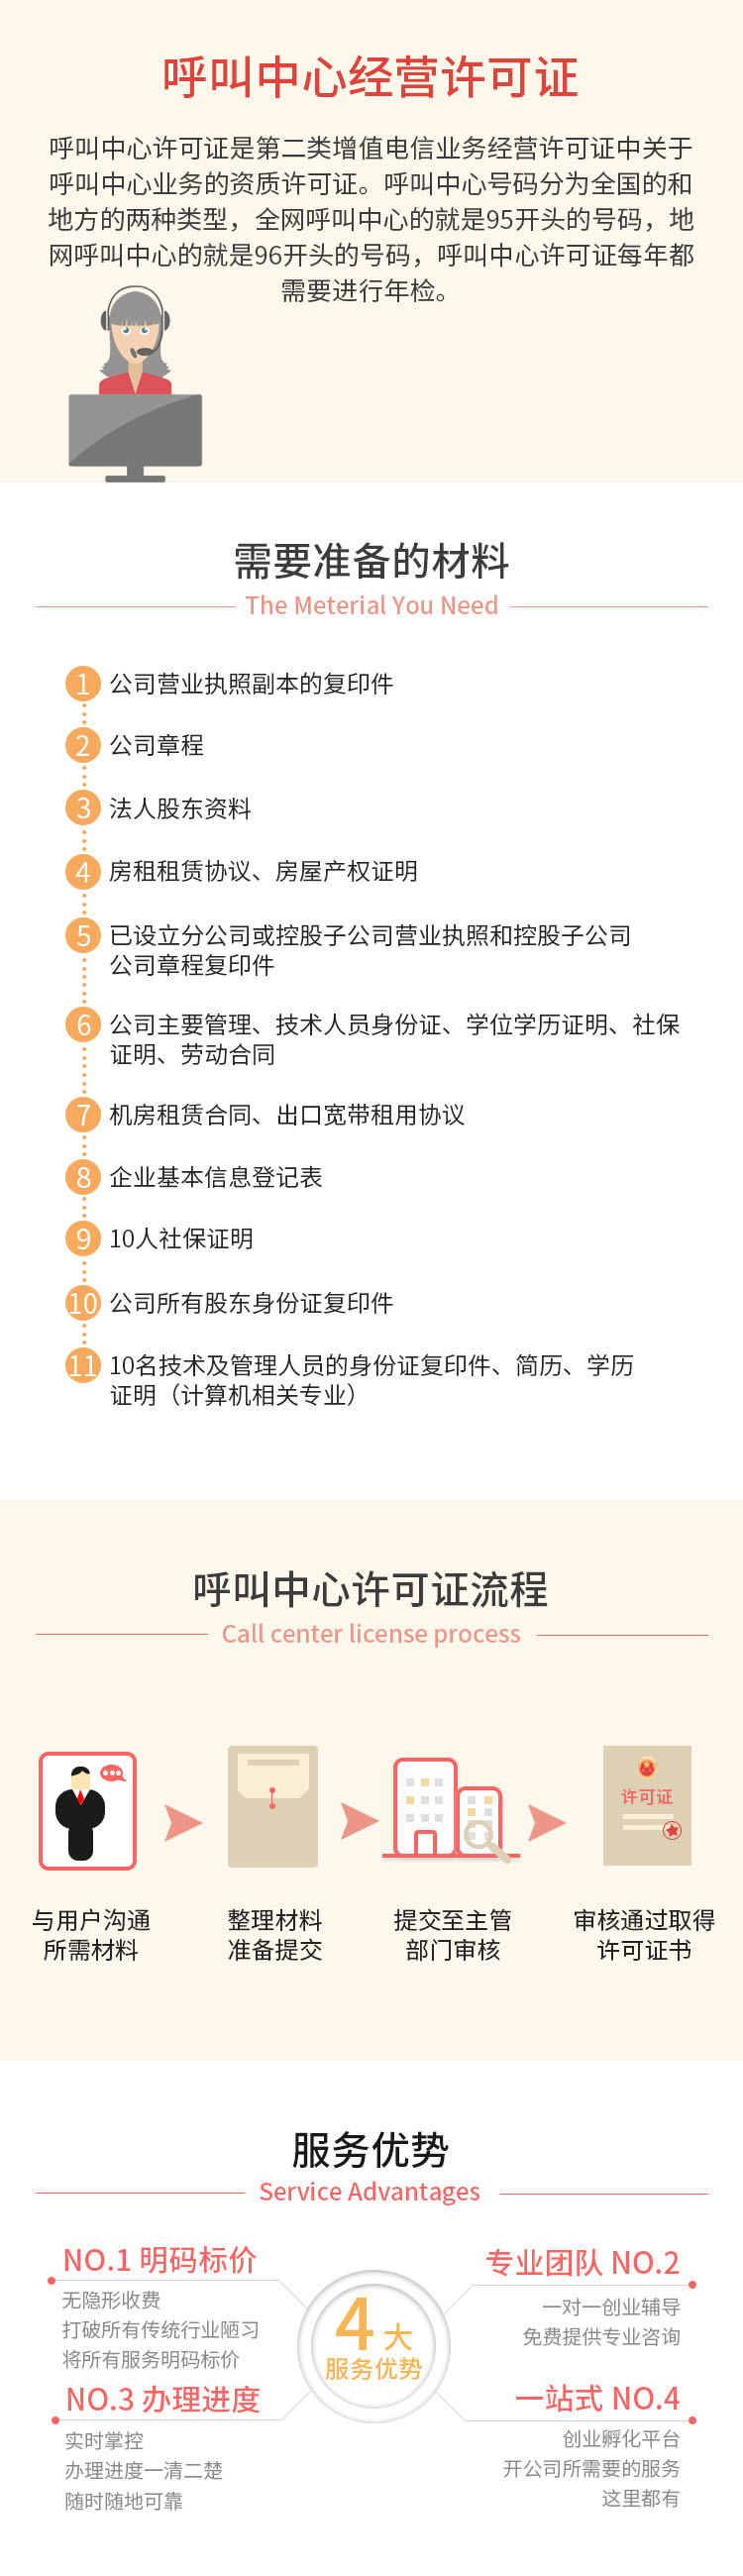 呼叫中心经营许可证
呼叫中心许可证是第二类增值电信业务经营许可证中关于
呼叫中心业务的资质许可证。呼叫中心号码分为全国的和
地方的两种类型，全网呼叫中心的就是95开头的号码，地
网呼叫中心的就是96开头的号码，呼叫中心许可证每年都
需要进行年检。
需要准备的材料
The Meterial You Need
1 公司营业执照副本的复印件
2 公司章程
3 法人股东资料
4 房租租赁协议、房屋产权证明
5 已设立分公司或控股子公司营业执照和控股子公司
公司章程复印件
6 公司主要管理、技术人员身份证、学位学历证明、社保
证明、劳动合同
7 机房租赁合同、出口宽带租用协议
8 企业基本信息登记表
9 10人社保证明
10 公司所有股东身份证复印件
11 10名技术及管理人员的身份证复印件、简历、学历
证明（计算机相关专业）
呼叫中心许可证流程
Call center license process
许可证
与用户沟通
所需材料
整理材料
准备提交
提交至主管
部门审核
审核通过取得
许可证书
服务优势
Service Advantages
NO.1 明码标价
无隐形收费
打破所有传统行业陋习
将所有服务明码标价
专业团队 NO.2
一对一创业辅导
免费提供专业咨询
4大
服务优势
NO.3 办理进度
实时掌控
办理进度一清二楚
随时随地可靠
一站式 NO.4
创业孵化平台
开公司所需要的服务
这里都有